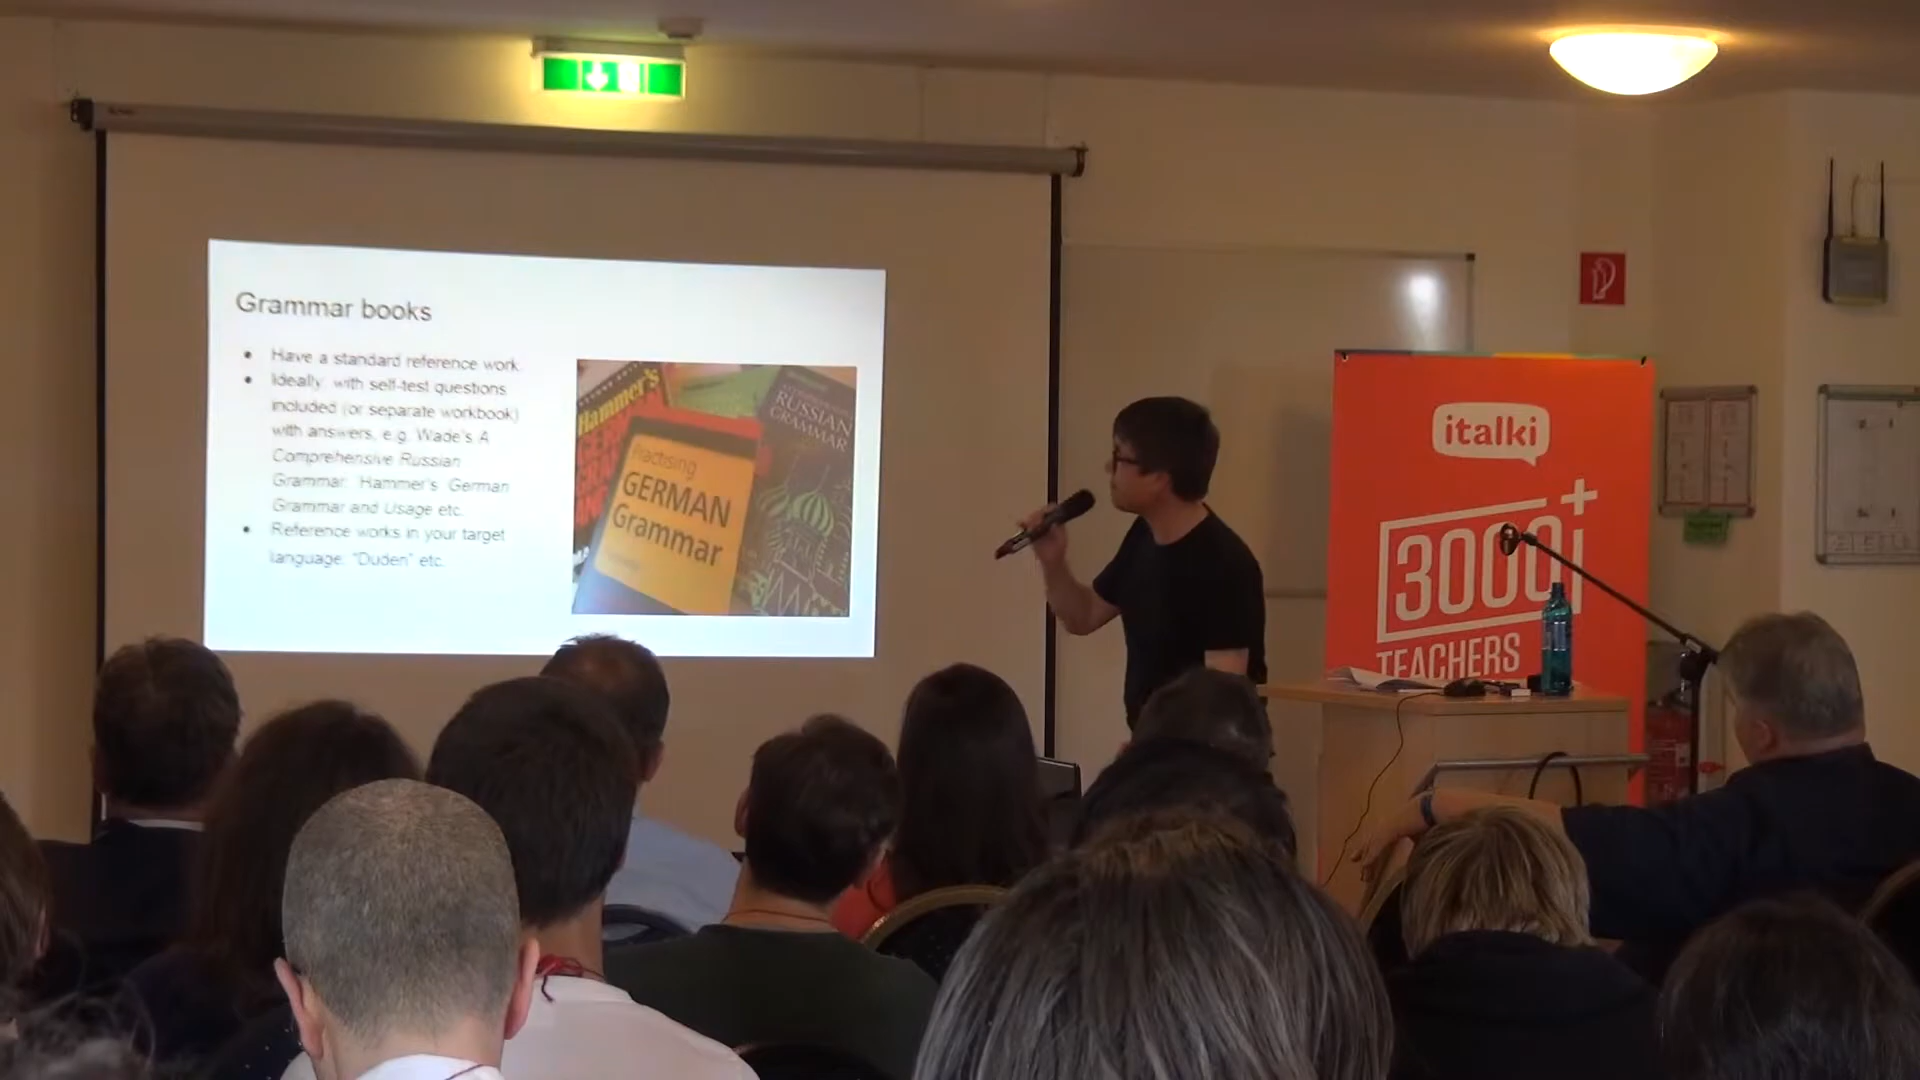 Grammar books
Have a standard reference work.
Ideally: with self-test questions
included (or separate workbook)
with answers, e.g. Wade's A
Comprehensive Russian
Grammar. Hammer's German
Grammar and Usage etc.
Reference works in your target
language: "Duden" etc.
Hammer's
Practising
GERMAN
Grammar
RUSSIAN
GRAMMAR
italki
3000+
TEACHERS